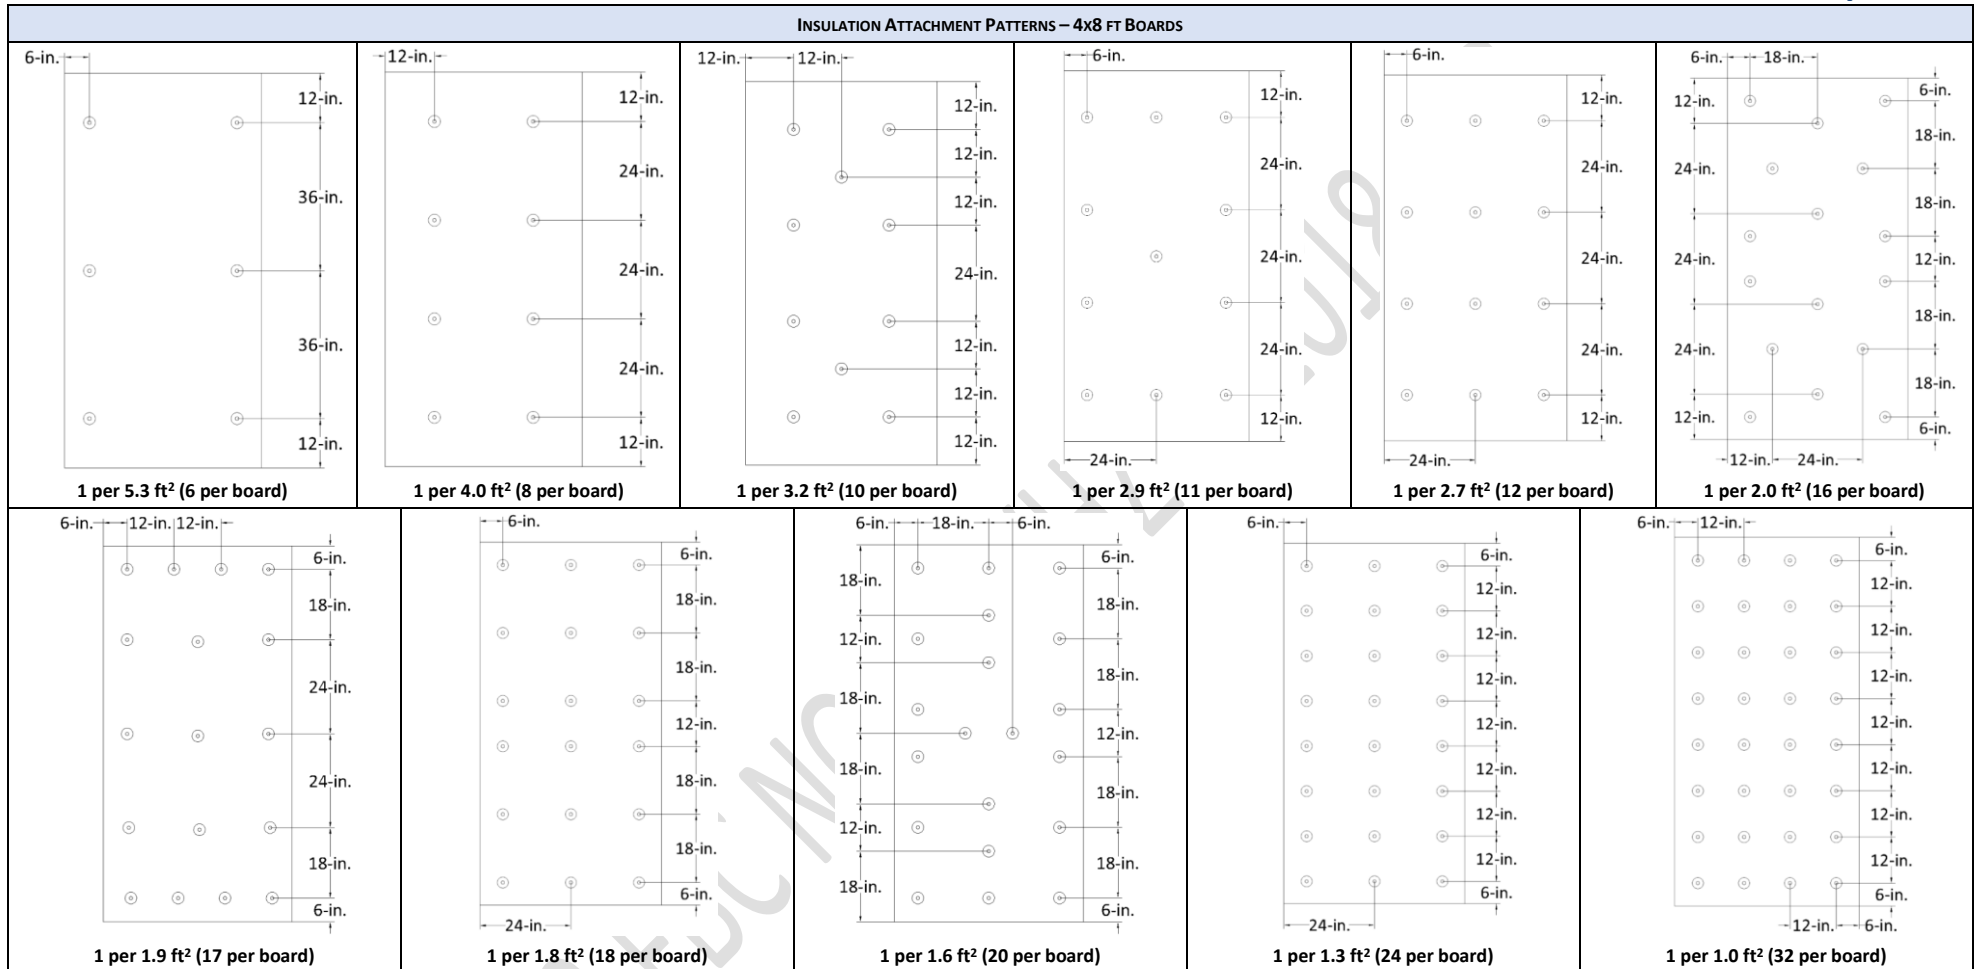 INSULATION ATTACHMENT PATTERNS – 4X8 FT BOARDS
6-in.
12-in.
36-in.
36-in.
12-in.
1 per 5.3 ft² (6 per board)
12-in.
12-in.
24-in.
24-in.
24-in.
12-in.
1 per 4.0 ft² (8 per board)
12-in. 12-in.
12-in.
12-in.
12-in.
24-in.
12-in.
12-in.
12-in.
1 per 3.2 ft² (10 per board)
6-in.
12-in.
24-in.
24-in.
24-in.
12-in.
24-in.
1 per 2.9 ft² (11 per board)
6-in.
12-in.
24-in.
24-in.
24-in.
12-in.
24-in.
1 per 2.7 ft² (12 per board)
6-in. 18-in.
12-in. 6-in.
18-in.
24-in.
18-in.
24-in. 12-in.
18-in.
24-in.
18-in.
12-in. 6-in.
12-in. 24-in.
1 per 2.0 ft² (16 per board)
6-in. 12-in. 12-in.
6-in.
18-in.
24-in.
24-in.
18-in.
6-in.
1 per 1.9 ft² (17 per board)
6-in.
6-in.
18-in.
18-in.
12-in.
18-in.
18-in.
6-in.
24-in.
1 per 1.8 ft² (18 per board)
6-in. 18-in. 6-in.
6-in.
18-in.
18-in.
12-in.
18-in.
18-in.
12-in.
18-in.
18-in.
12-in.
18-in.
18-in.
6-in.
1 per 1.6 ft² (20 per board)
6-in.
6-in.
12-in.
12-in.
12-in.
12-in.
12-in.
12-in.
12-in.
6-in.
24-in.
1 per 1.3 ft² (24 per board)
6-in. 12-in.
6-in.
12-in.
12-in.
12-in.
12-in.
12-in.
12-in.
12-in.
6-in.
12-in. 6-in.
1 per 1.0 ft² (32 per board)